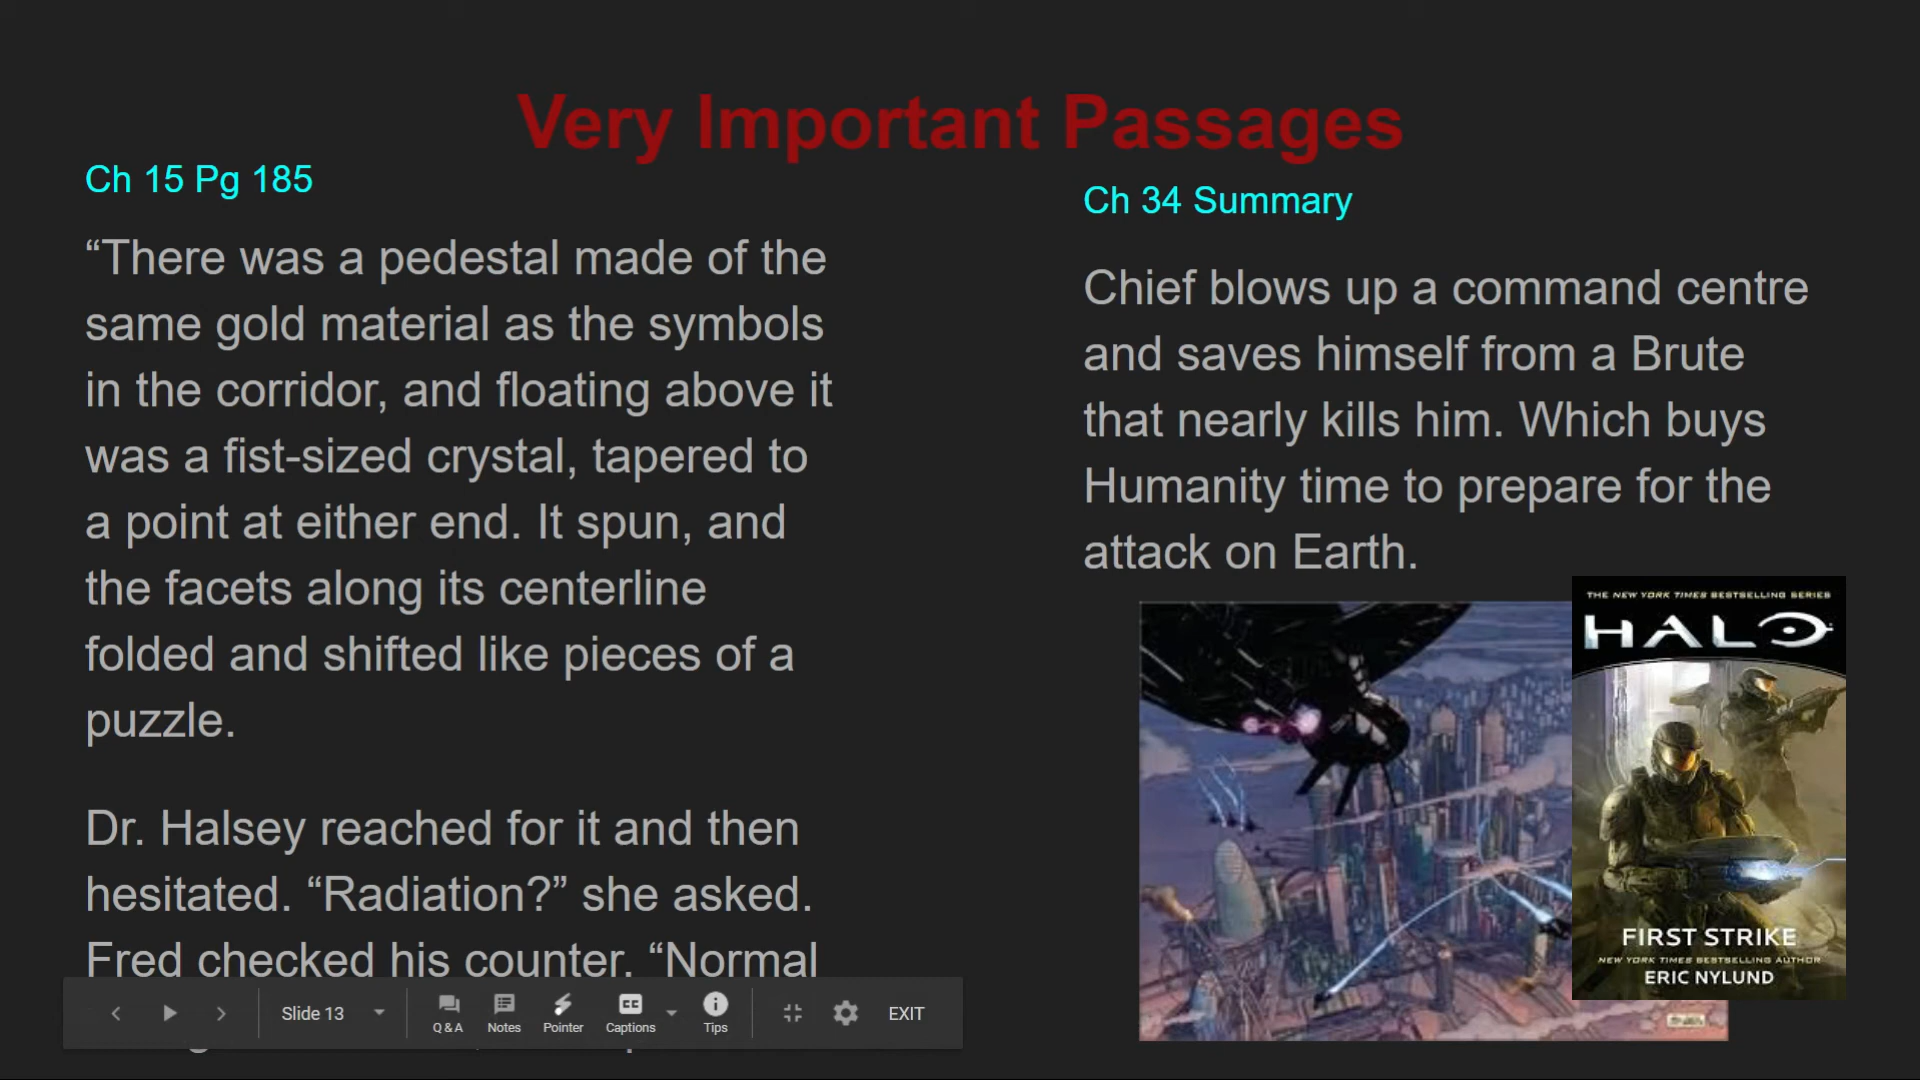 Very Important Passages
Ch 15 Pg 185
“There was a pedestal made of the
same gold material as the symbols
in the corridor, and floating above it
was a fist-sized crystal, tapered to
a point at either end. It spun, and
the facets along its centerline
folded and shifted like pieces of a
puzzle.
Dr. Halsey reached for it and then
hesitated. “Radiation?” she asked.
Fred checked his counter. “Normal
Ch 34 Summary
Chief blows up a command centre
and saves himself from a Brute
that nearly kills him. Which buys
Humanity time to prepare for the
attack on Earth.
THE NEW YORK TIMES BESTSELLING SERIES
HALO
FIRST STRIKE
NEW YORK TIMES BESTSELLING AUTHOR
ERIC NYLUND
Slide 13
Q & A
Notes
Pointer
CC
Captions
Tips
EXIT